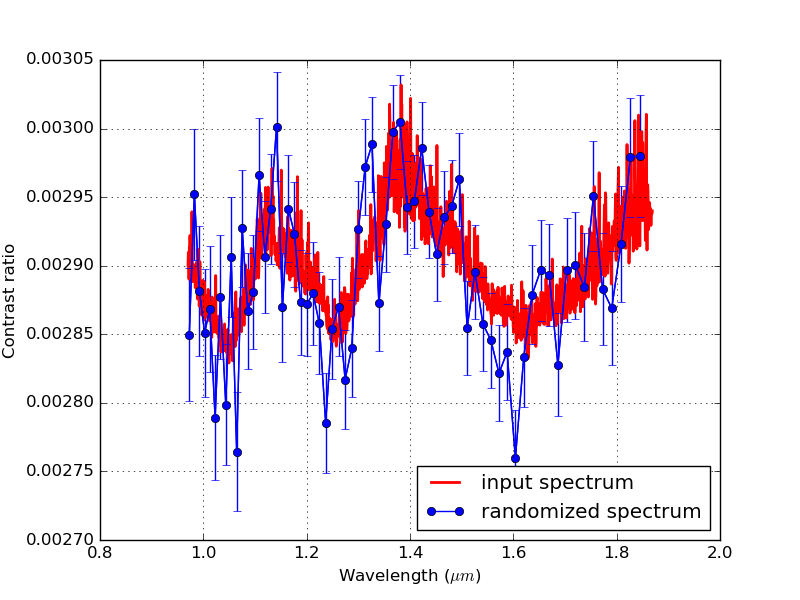 0.00305
0.00300
0.00295
0.00290
0.00285
0.00280
0.00275
0.00270
Contrast ratio
input spectrum
randomized spectrum
0.8 1.0 1.2 1.4 1.6 1.8 2.0
Wavelength (μm)